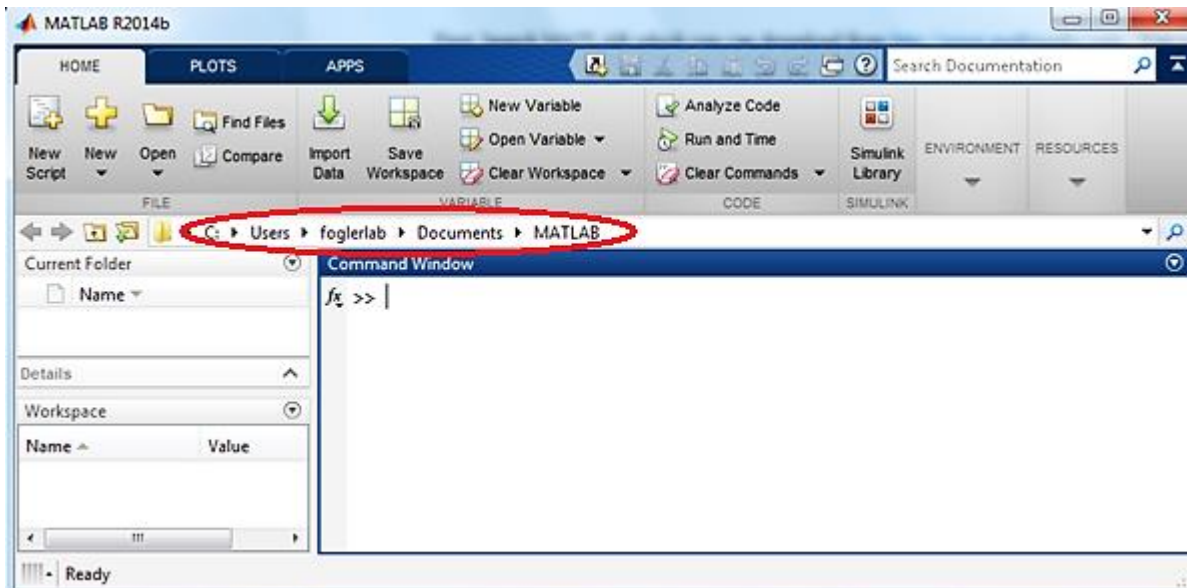 MATLAB R2014b
HOME PLOTS APPS
Search Documentation
New Script
New
Open
Find Files
Compare
FILE
Import Data
Save Workspace
New Variable
Open Variable
Clear Workspace
VARIABLE
Analyze Code
Run and Time
Clear Commands
CODE
Simulink Library
SIMULINK
ENVIRONMENT
RESOURCES
C: Users foglerlab Documents MATLAB
Current Folder
Name
Details
Workspace
Name Value
Command Window
fx >>
Ready